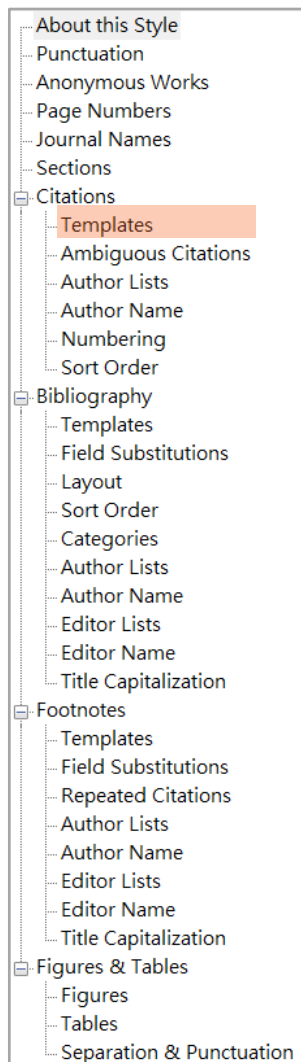 About this Style
Punctuation
Anonymous Works
Page Numbers
Journal Names
Sections
Citations
Templates
Ambiguous Citations
Author Lists
Author Name
Numbering
Sort Order
Bibliography
Templates
Field Substitutions
Layout
Sort Order
Categories
Author Lists
Author Name
Editor Lists
Editor Name
Title Capitalization
Footnotes
Templates
Field Substitutions
Repeated Citations
Author Lists
Author Name
Editor Lists
Editor Name
Title Capitalization
Figures & Tables
Figures
Tables
Separation & Punctuation